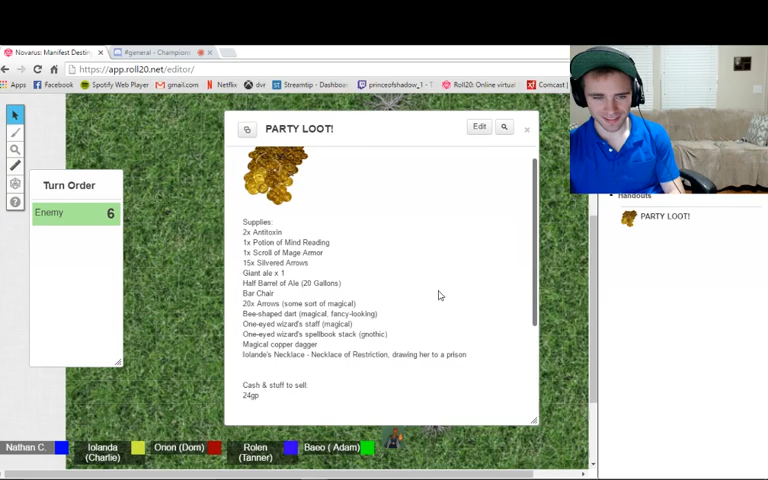 Novarus: Manifest Destin
#general - Champion
https://app.roll20.net/editor/
Apps
Facebook
Spotify Web Player
gmail.com
Netflix
dvr
Streamtip - Dashboa
princeofshadow_1 - T
Roll20: Online virtual
Xfinity Comcast
PARTY LOOT!
Edit
Handouts
PARTY LOOT!
Turn Order
Enemy 6
Supplies:
2x Antitoxin
1x Potion of Mind Reading
1x Scroll of Mage Armor
15x Silvered Arrows
Giant ale x 1
Half Barrel of Ale (20 Gallons)
Bar Chair
20x Arrows (some sort of magical)
Bee-shaped dart (magical, fancy-looking)
One-eyed wizard's staff (magical)
One-eyed wizard's spellbook stack (gnothic)
Magical copper dagger
Iolande's Necklace - Necklace of Restriction, drawing her to a prison
Cash & stuff to sell:
24gp
Nathan C.
Iolanda
(Charlie)
Orion (Dom)
Rolen
(Tanner)
Baeo ( Adam)